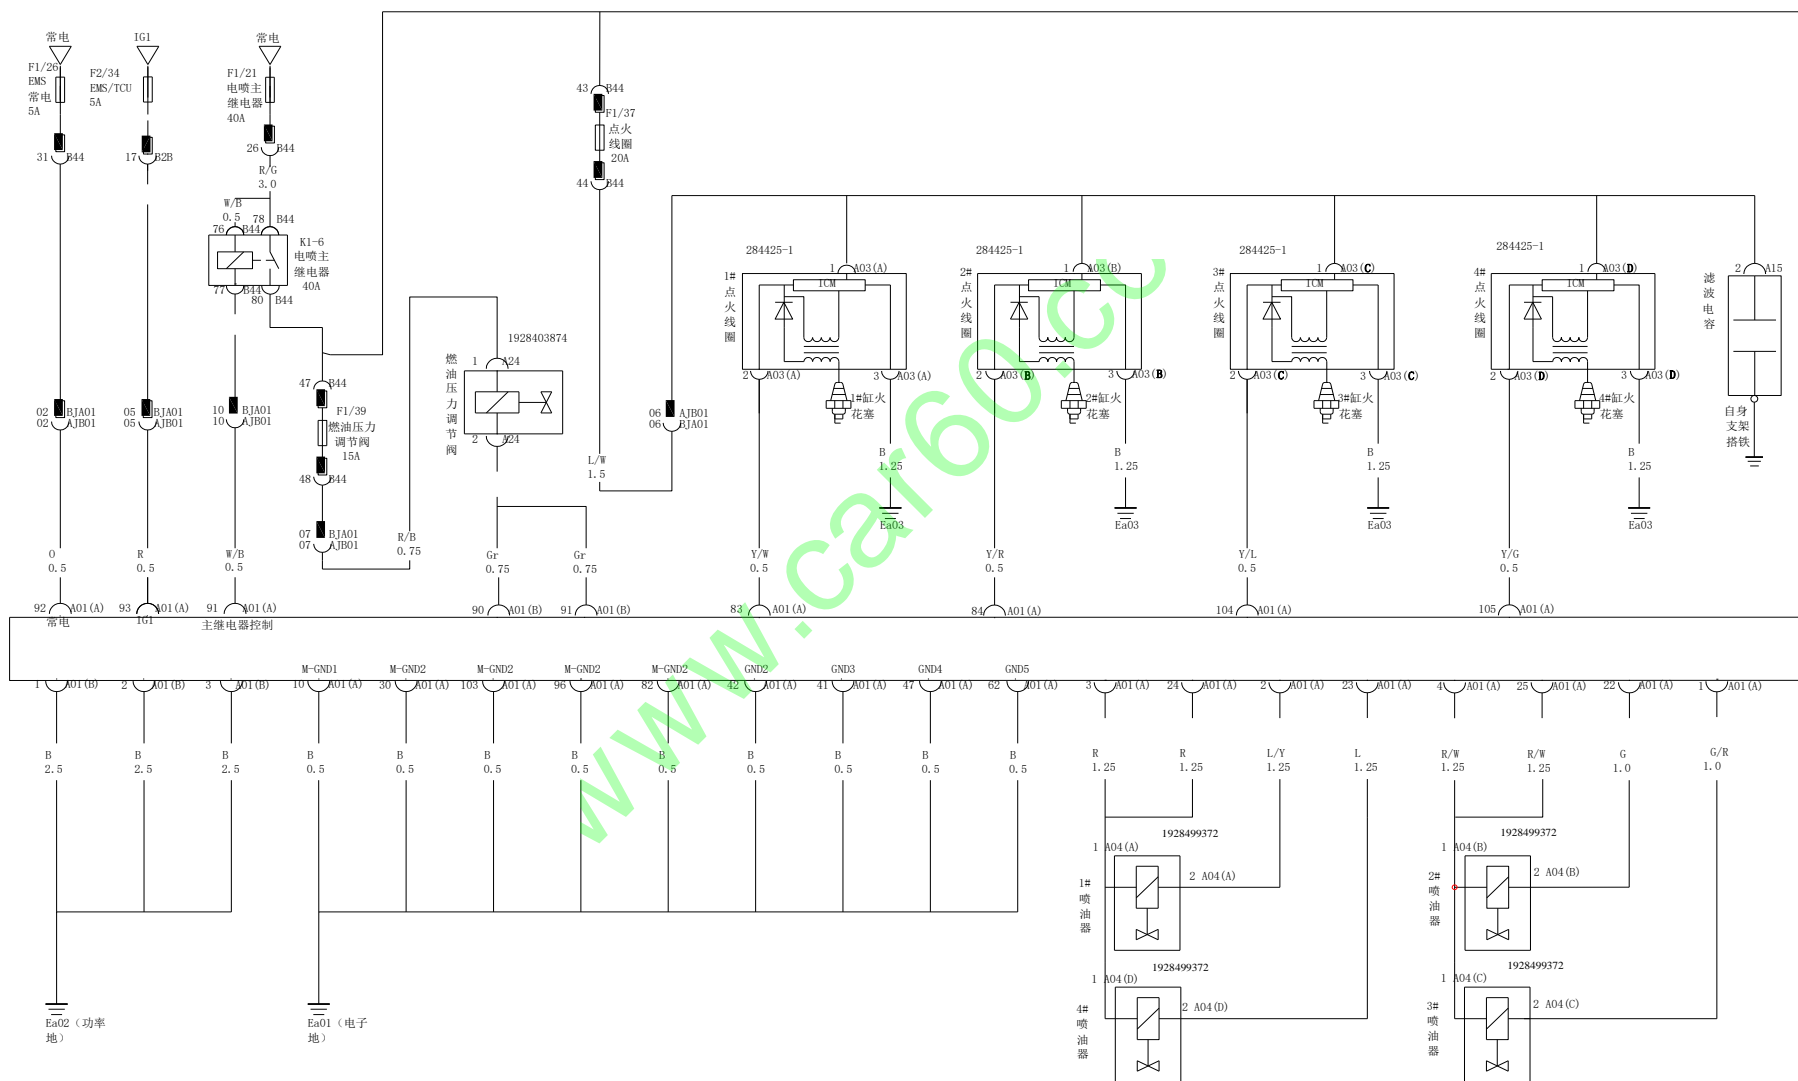 常电
IG1
常电
F1/26
EMS
常电
5A
F2/34
EMS/TCU
5A
F1/21
电喷主
继电器
40A
43 B44
F1/37
点火
线圈
20A
44 B44
31 B44
17 B2B
26 B44
R/G
3.0
W/B
0.5
76 B44
78 B44
K1-6
电喷主
继电器
40A
77 B44
80 B44
284425-1
284425-1
284425-1
284425-1
1 A03(A)
1 A03(B)
1 A03(C)
1 A03(D)
2 A15
1#点火线圈
2#点火线圈
3#点火线圈
4#点火线圈
滤波电容
ICM
ICM
ICM
ICM
1928403874
1 A24
燃油压力调节阀
2 A24
2 A03(A)
3 A03(A)
2 A03(B)
3 A03(B)
2 A03(C)
3 A03(C)
2 A03(D)
3 A03(D)
1#缸火
花塞
2#缸火
花塞
3#缸火
花塞
4#缸火
花塞
自身
支架
搭铁
47 B44
F1/39
燃油压力
调节阀
15A
48 B44
02 BJA01
02 AJB01
05 BJA01
05 AJB01
10 BJA01
10 AJB01
06 AJB01
06 BJA01
L/W
1.5
B
1.25
B
1.25
B
1.25
B
1.25
Ea03
Ea03
Ea03
Ea03
07 BJA01
07 AJB01
R/B
0.75
O
0.5
R
0.5
W/B
0.5
Gr
0.75
Gr
0.75
Y/W
0.5
Y/R
0.5
Y/L
0.5
Y/G
0.5
92 A01(A)
93 A01(A)
91 A01(A)
90 A01(B)
91 A01(B)
83 A01(A)
84 A01(A)
104 A01(A)
105 A01(A)
常电
IG1
主继电器控制
M-GND1
M-GND2
M-GND2
M-GND2
M-GND2
GND2
GND3
GND4
GND5
1 A01(B)
2 A01(B)
3 A01(B)
10 A01(A)
30 A01(A)
103 A01(A)
96 A01(A)
82 A01(A)
42 A01(A)
41 A01(A)
47 A01(A)
62 A01(A)
3 A01(A)
24 A01(A)
2 A01(A)
23 A01(A)
4 A01(A)
25 A01(A)
22 A01(A)
1 A01(A)
B
2.5
B
2.5
B
2.5
B
0.5
B
0.5
B
0.5
B
0.5
B
0.5
B
0.5
B
0.5
B
0.5
B
0.5
R
1.25
R
1.25
L/Y
1.25
L
1.25
R/W
1.25
R/W
1.25
G
1.0
G/R
1.0
1928499372
1928499372
1 A04(A)
2 A04(A)
1#喷油器
1 A04(B)
2 A04(B)
2#喷油器
1928499372
1928499372
1 A04(D)
2 A04(D)
4#喷油器
1 A04(C)
2 A04(C)
3#喷油器
Ea02（功率
地）
Ea01（电子
地）